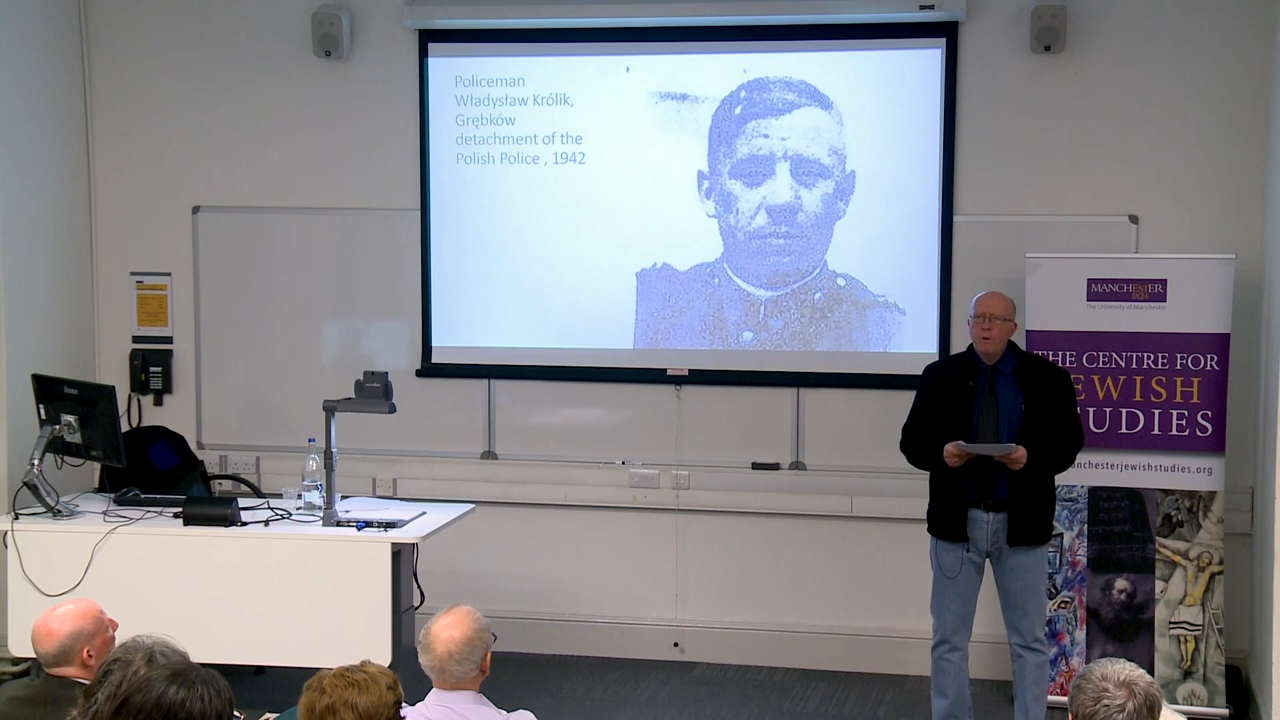 Policeman
Władysław Królik,
Grębków
detachment of the
Polish Police , 1942
MANCHESTER
1824
The University of Manchester
THE CENTRE FOR
JEWISH
STUDIES
manchesterjewishstudies.org